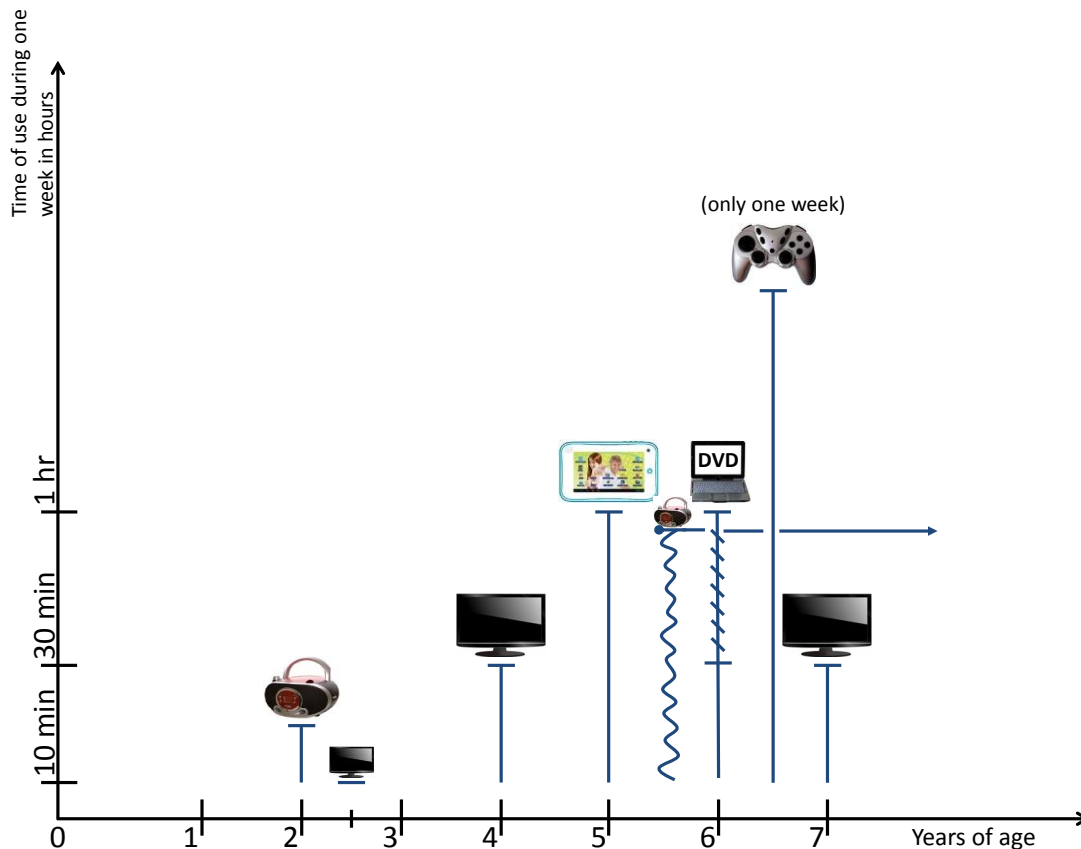 Time of use during one
week in hours
(only one week)
1 hr
DVD
30 min
10 min
0 1 2 3 4 5 6 7 Years of age